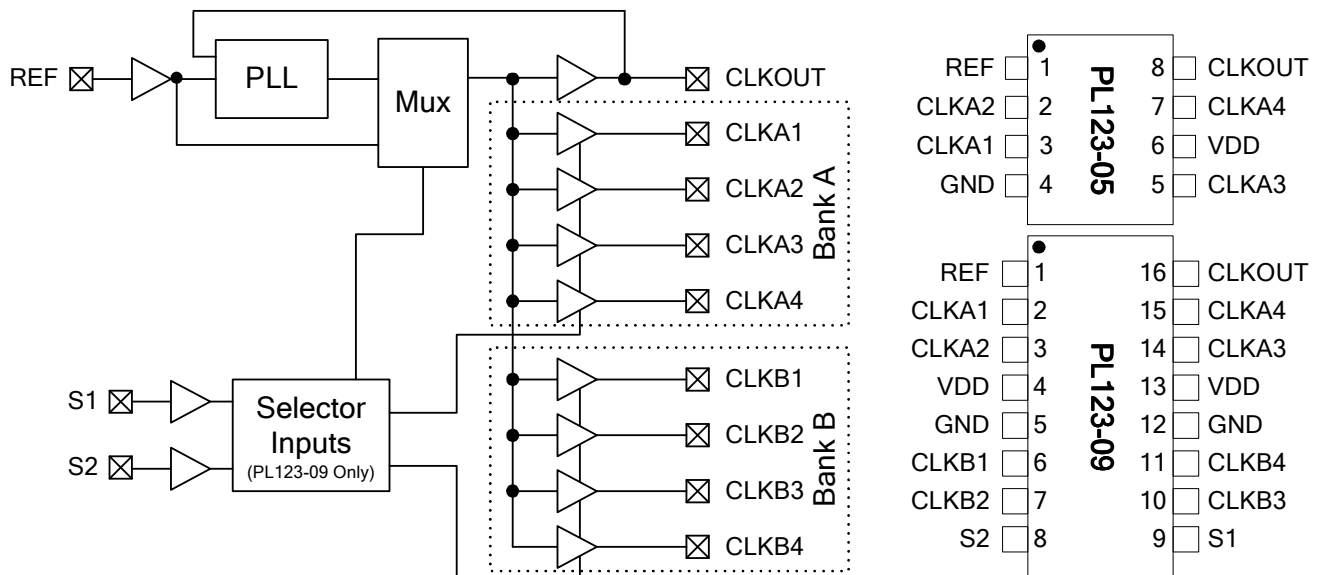 REF
PLL
Mux
CLKOUT
CLKA1
CLKA2
CLKA3
CLKA4
Bank A
S1
S2
Selector
Inputs
(PL123-09 Only)
CLKB1
CLKB2
CLKB3
CLKB4
Bank B
PL123-05
REF 1 8 CLKOUT
CLKA2 2 7 CLKA4
CLKA1 3 6 VDD
GND 4 5 CLKA3
PL123-09
REF 1 16 CLKOUT
CLKA1 2 15 CLKA4
CLKA2 3 14 CLKA3
VDD 4 13 VDD
GND 5 12 GND
CLKB1 6 11 CLKB4
CLKB2 7 10 CLKB3
S2 8 9 S1